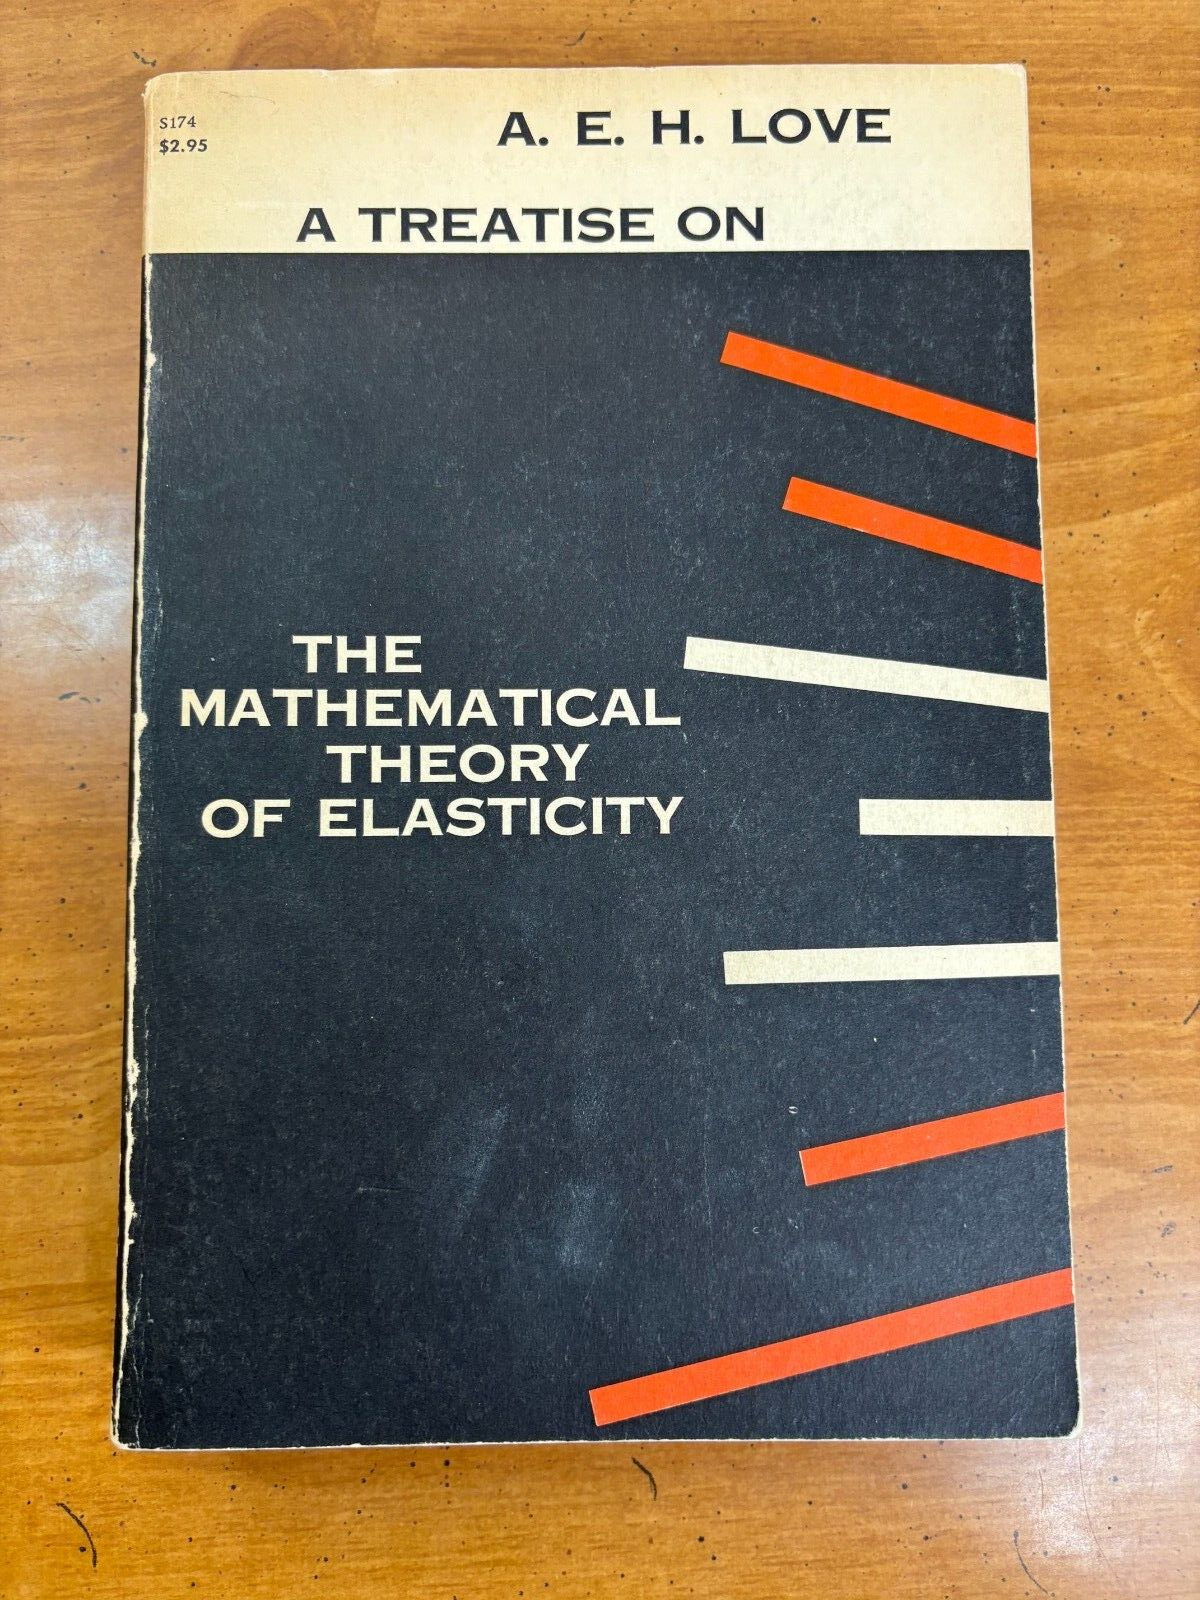 S174
$2.95
A. E. H. LOVE
A TREATISE ON
THE
MATHEMATICAL
THEORY
OF ELASTICITY